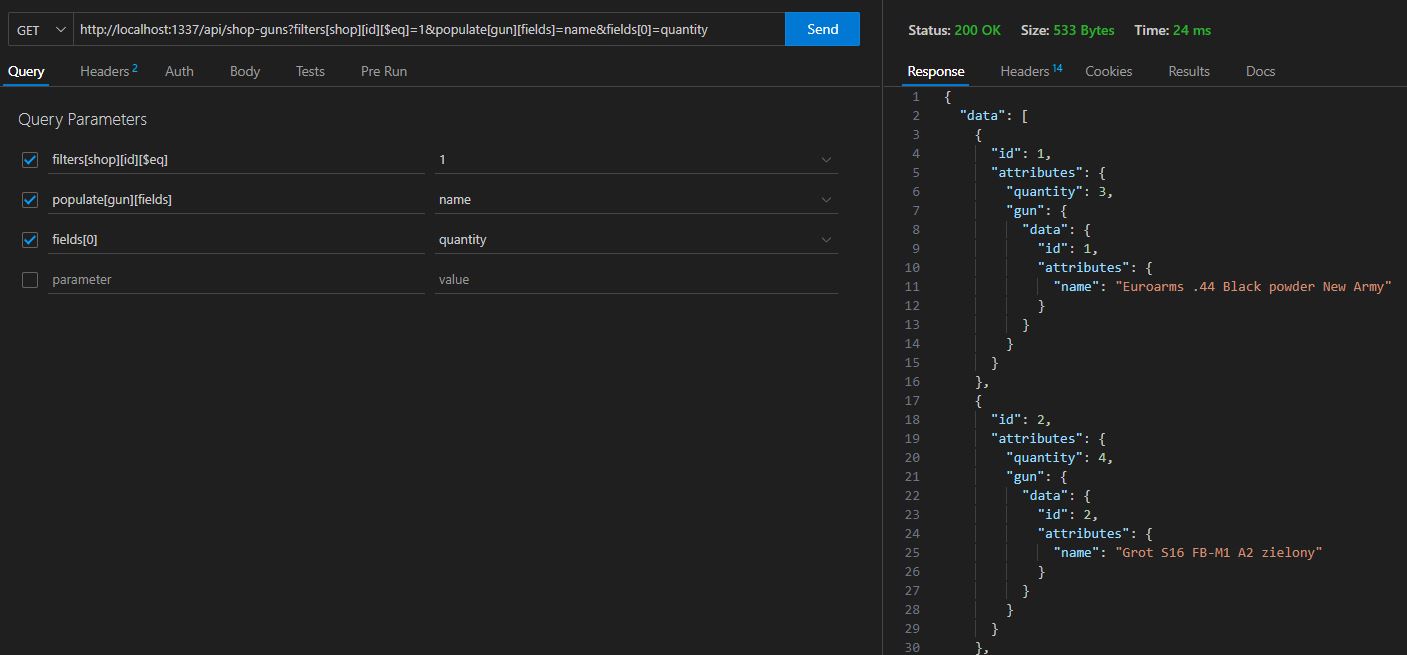 GET
http://localhost:1337/api/shop-guns?filters[shop][id][$eq]=1&populate[gun][fields]=name&fields[0]=quantity
Send
Query Headers 2 Auth Body Tests Pre Run
Query Parameters
filters[shop][id][$eq] 1
populate[gun][fields] name
fields[0] quantity
parameter value
Status: 200 OK Size: 533 Bytes Time: 24 ms
Response Headers 14 Cookies Results Docs
1 {
2 "data": [
3 {
4 "id": 1,
5 "attributes": {
6 "quantity": 3,
7 "gun": {
8 "data": {
9 "id": 1,
10 "attributes": {
11 "name": "Euroarms .44 Black powder New Army"
12 }
13 }
14 }
15 }
16 },
17 {
18 "id": 2,
19 "attributes": {
20 "quantity": 4,
21 "gun": {
22 "data": {
23 "id": 2,
24 "attributes": {
25 "name": "Grot S16 FB-M1 A2 zielony"
26 }
27 }
28 }
29 }
30 },